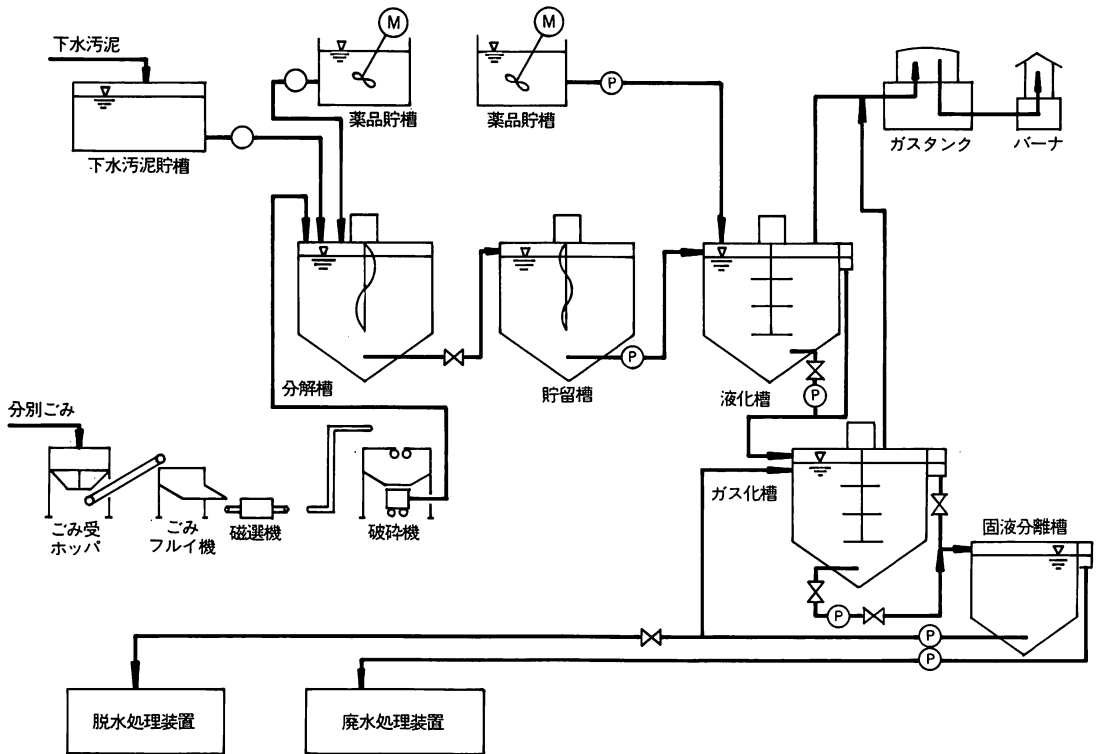 下水汚泥
M
M
薬品貯槽
P
薬品貯槽
下水汚泥貯槽
ガスタンク
バーナ
分解槽
P
貯留槽
液化槽
P
分別ごみ
ごみ受
ホッパ
ごみ
フルイ機
磁選機
破砕機
ガス化槽
固液分離槽
P
P
P
脱水処理装置
廃水処理装置